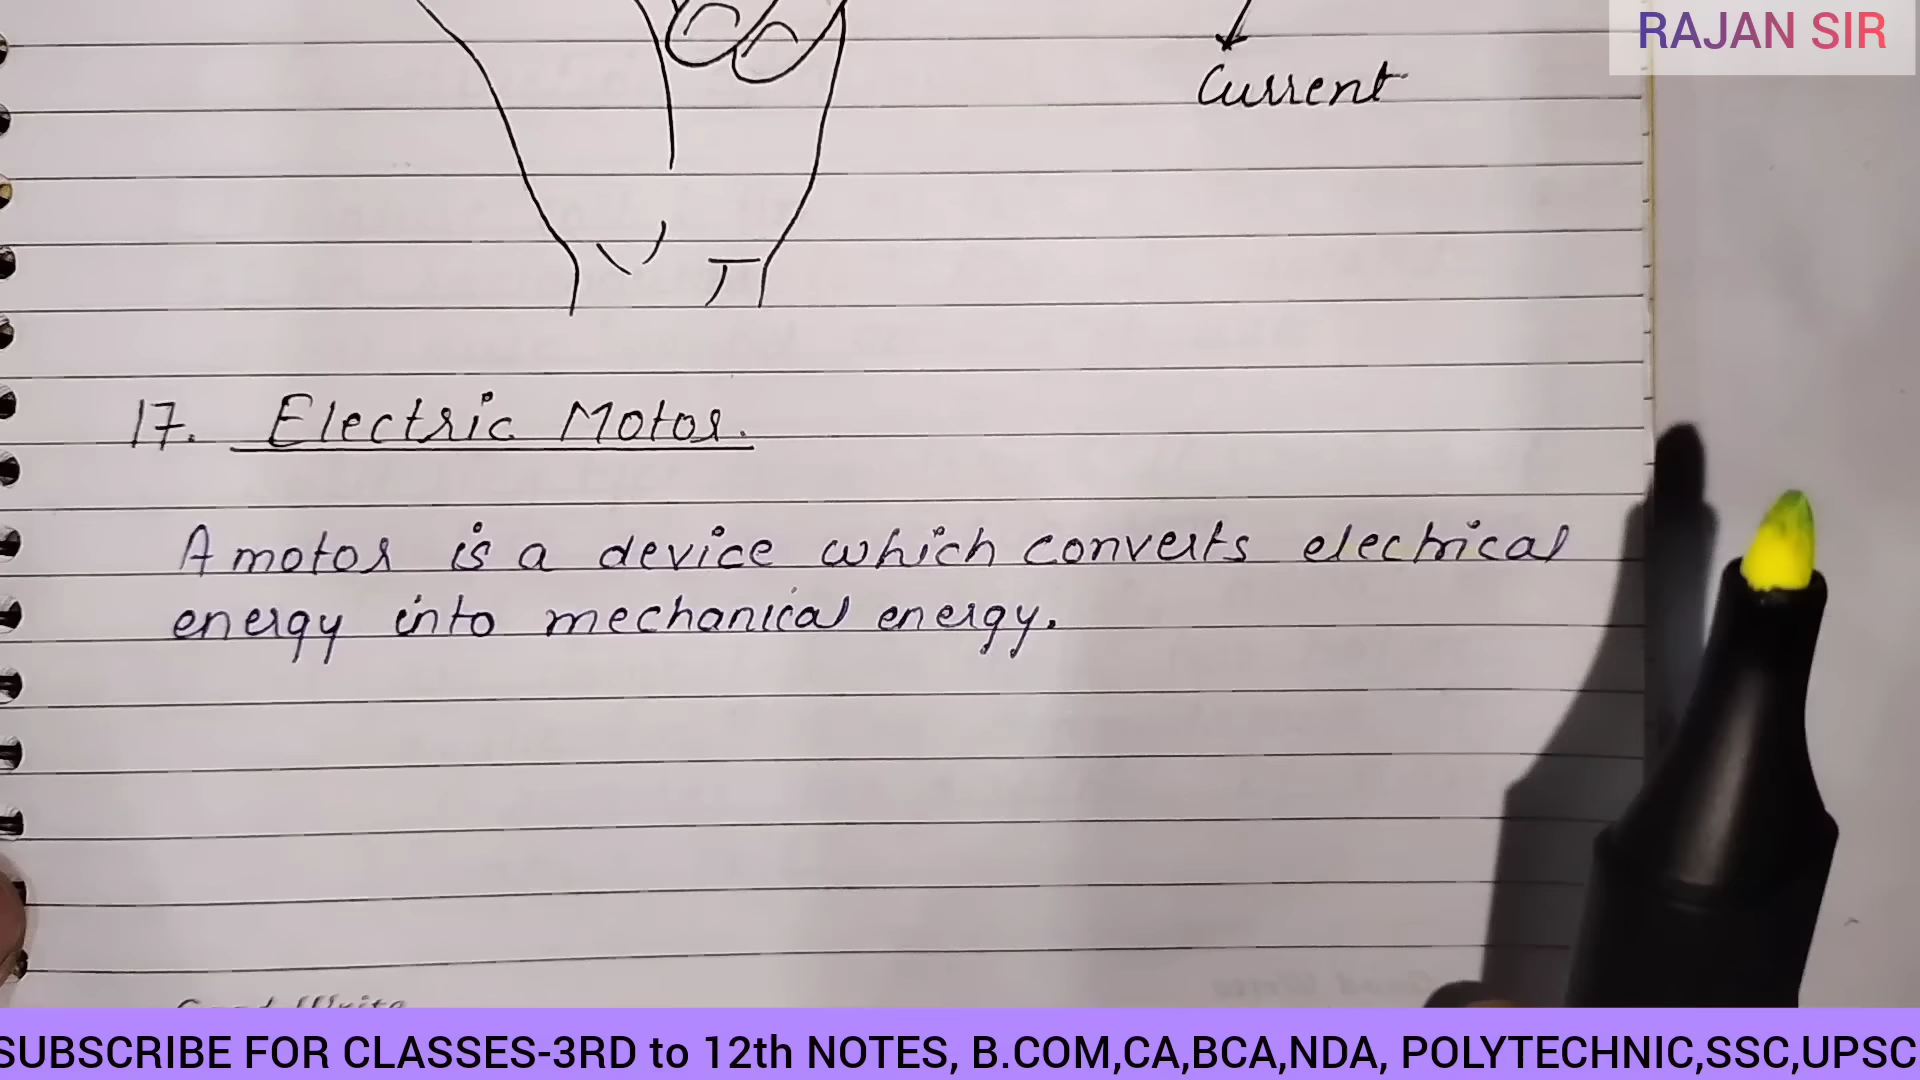 RAJAN SIR
Current
17. Electric Motor.
A motor is a device which converts electrical
energy into mechanical energy.
SUBSCRIBE FOR CLASSES-3RD to 12th NOTES, B.COM,CA,BCA,NDA, POLYTECHNIC,SSC,UPSC